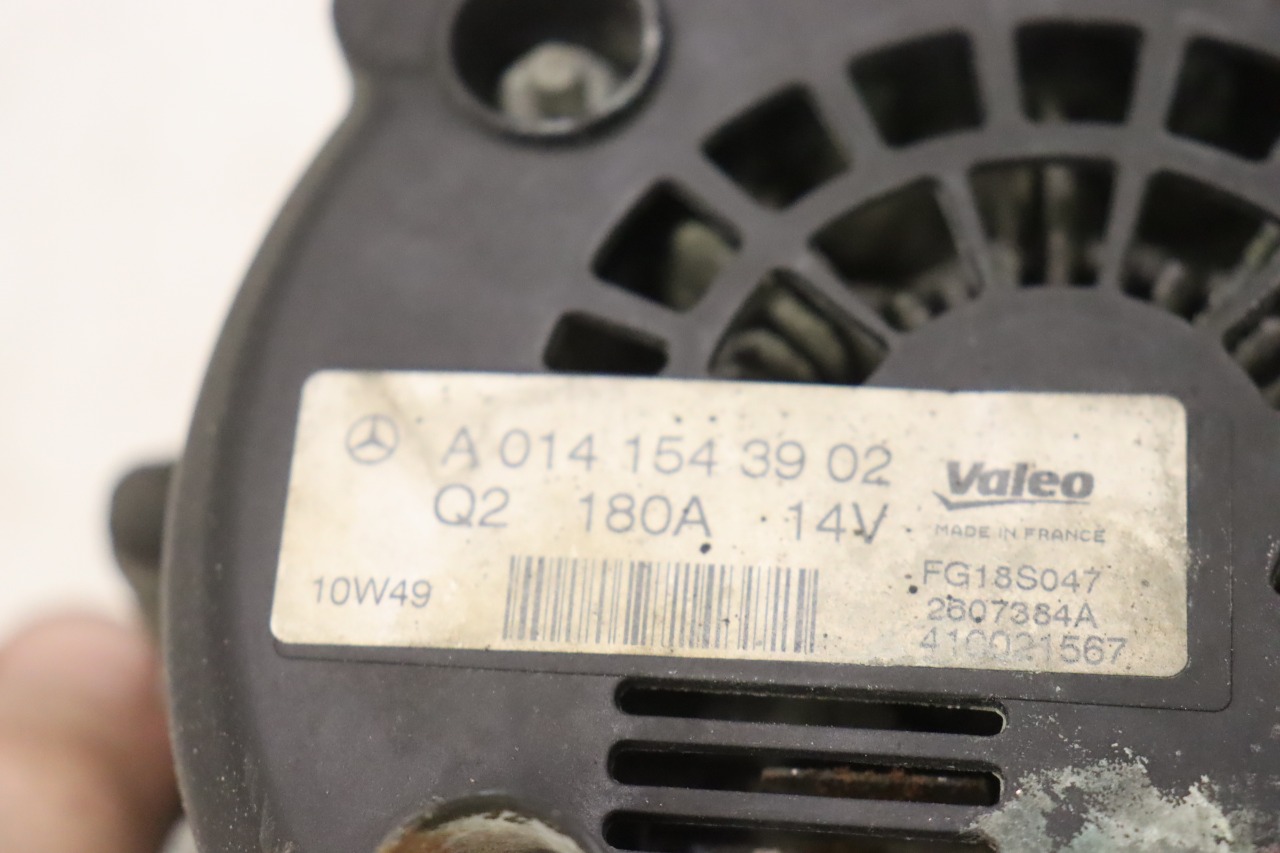 A 014 154 39 02
Q2 180A 14V
Valeo
MADE IN FRANCE
10W49
FG18S047
2607384A
410021567